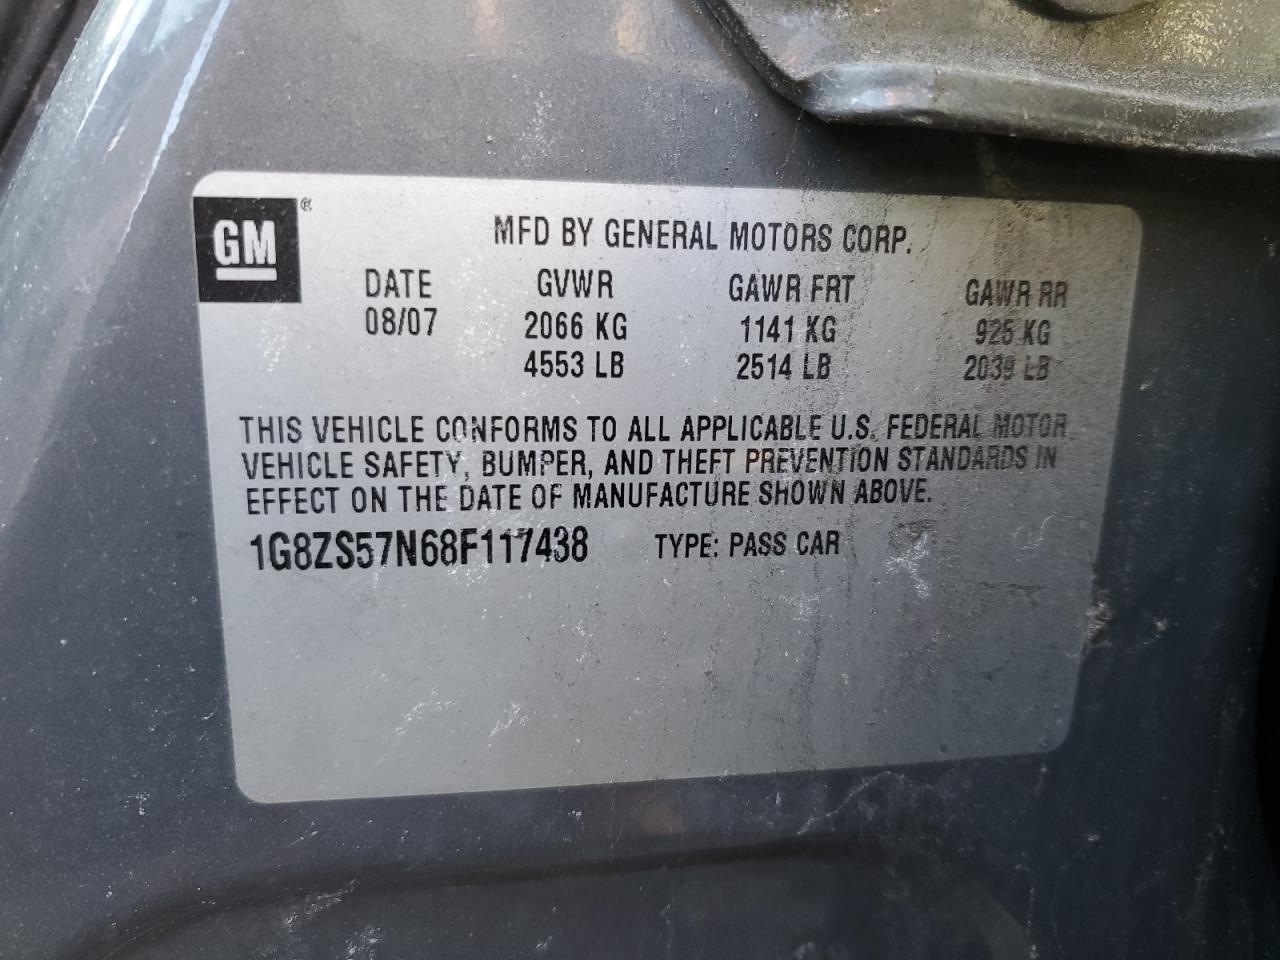 GM ®
MFD BY GENERAL MOTORS CORP.
DATE GVWR GAWR FRT GAWR RR
08/07 2066 KG 1141 KG 925 KG
4553 LB 2514 LB 2039 LB
THIS VEHICLE CONFORMS TO ALL APPLICABLE U.S. FEDERAL MOTOR
VEHICLE SAFETY, BUMPER, AND THEFT PREVENTION STANDARDS IN
EFFECT ON THE DATE OF MANUFACTURE SHOWN ABOVE.
1G8ZS57N68F117438 TYPE: PASS CAR